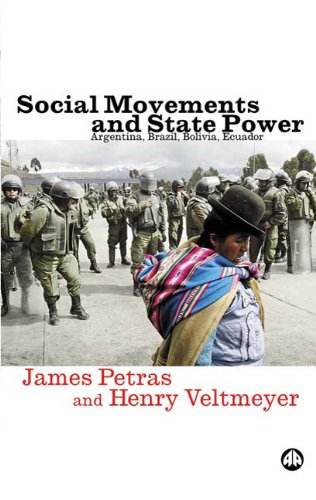 Social Movements
and State Power
Argentina, Brazil, Bolivia, Ecuador
James Petras
and Henry Veltmeyer